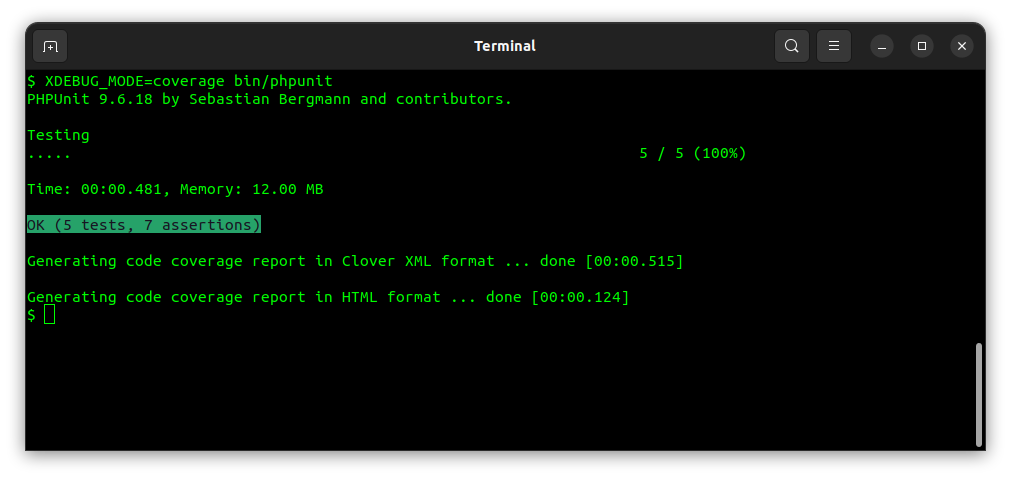 Terminal
$ XDEBUG_MODE=coverage bin/phpunit
PHPUnit 9.6.18 by Sebastian Bergmann and contributors.
Testing
..... 5 / 5 (100%)
Time: 00:00.481, Memory: 12.00 MB
OK (5 tests, 7 assertions)
Generating code coverage report in Clover XML format ... done [00:00.515]
Generating code coverage report in HTML format ... done [00:00.124]
$